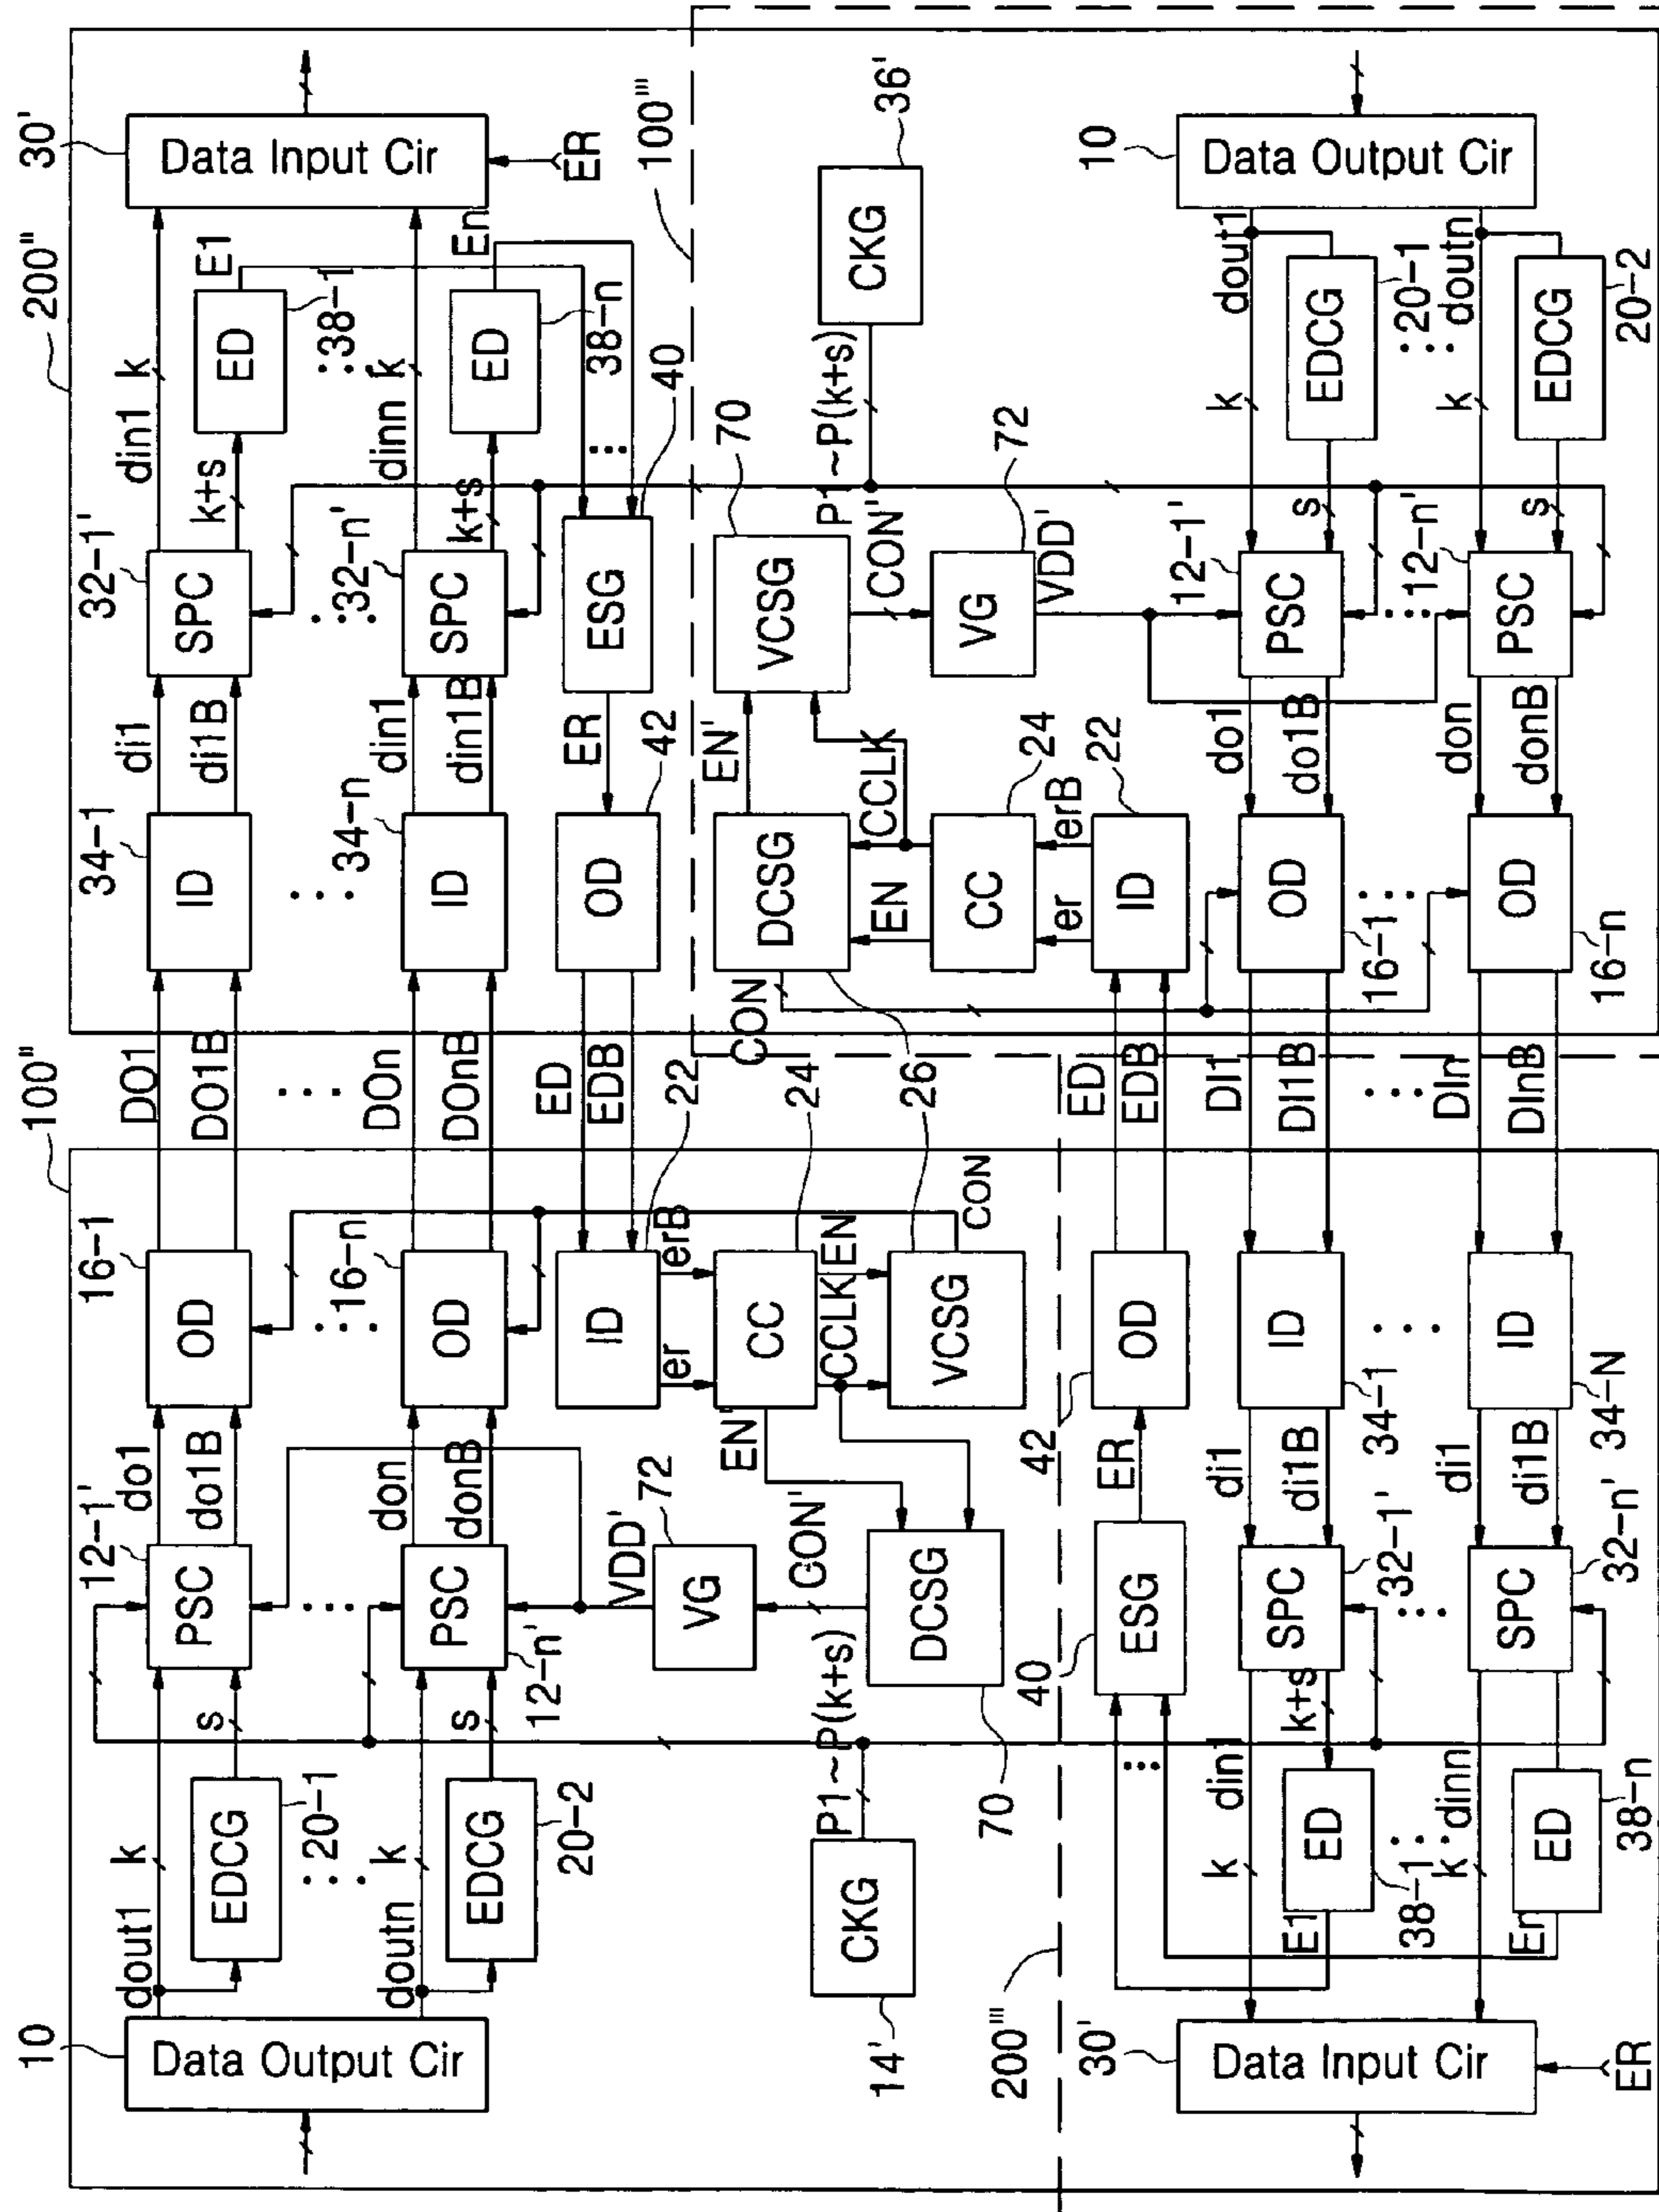 100"
200"
10
Data Output Cir
dout1
k
EDCG
20-1
s
12-1'
PSC
do1
do1B
16-1
OD
DO1
DO1B
34-1
ID
di1
di1B
32-1'
SPC
din1
k
k+s
ED
E1
38-1
30'
Data Input Cir
ER
doutn
k
EDCG
20-2
s
PSC
12-n'
don
donB
16-n
OD
DOn
DOnB
34-n
ID
din1
din1B
32-n'
SPC
dinn
k
k+s
ED
En
38-n
VDD'
ID
22
ED
EDB
OD
42
ER
ESG
40
er
erB
VG
72
CC
24
EN'
CCLK
EN
VCSG
26
CON
CON'
DCSG
70
CKG
14'
P1~P(k+s)
100"'
CON
DCSG
EN'
VCSG
70
CON'
P1~P(k+s)
CKG
36'
EN
CCLK
CC
24
VG
72
VDD'
er
erB
ID
22
200"'
40
ESG
ER
42
OD
ED
EDB
30'
Data Input Cir
ER
din1
k
E1
ED
38-1
k+s
SPC
32-1'
di1
di1B
ID
34-1
DI1
DI1B
OD
16-1
do1
do1B
12-1'
PSC
k
s
EDCG
20-1
dout1
10
Data Output Cir
dinn
k
En
ED
38-n
SPC
32-n'
di1
di1B
ID
34-N
DIn
DInB
OD
16-n
don
donB
12-n'
PSC
k
s
EDCG
20-2
doutn